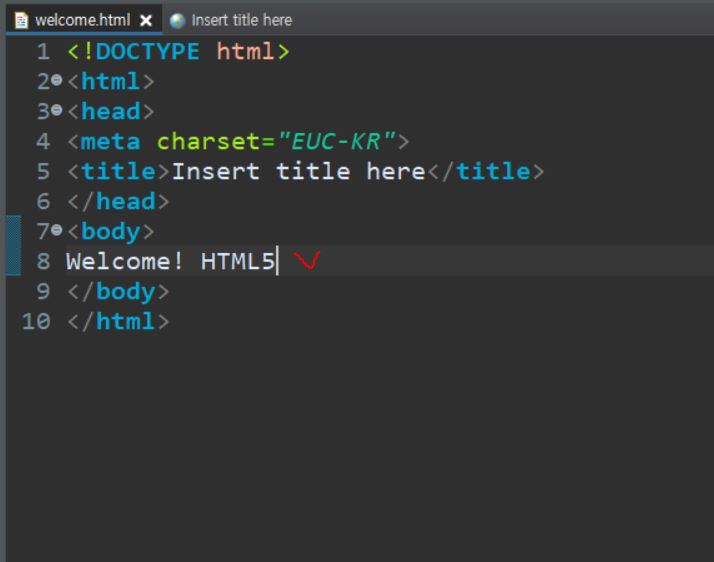 welcome.html Insert title here
1 <!DOCTYPE html>
2 <html>
3 <head>
4 <meta charset="EUC-KR">
5 <title>Insert title here</title>
6 </head>
7 <body>
8 Welcome! HTML5
9 </body>
10 </html>